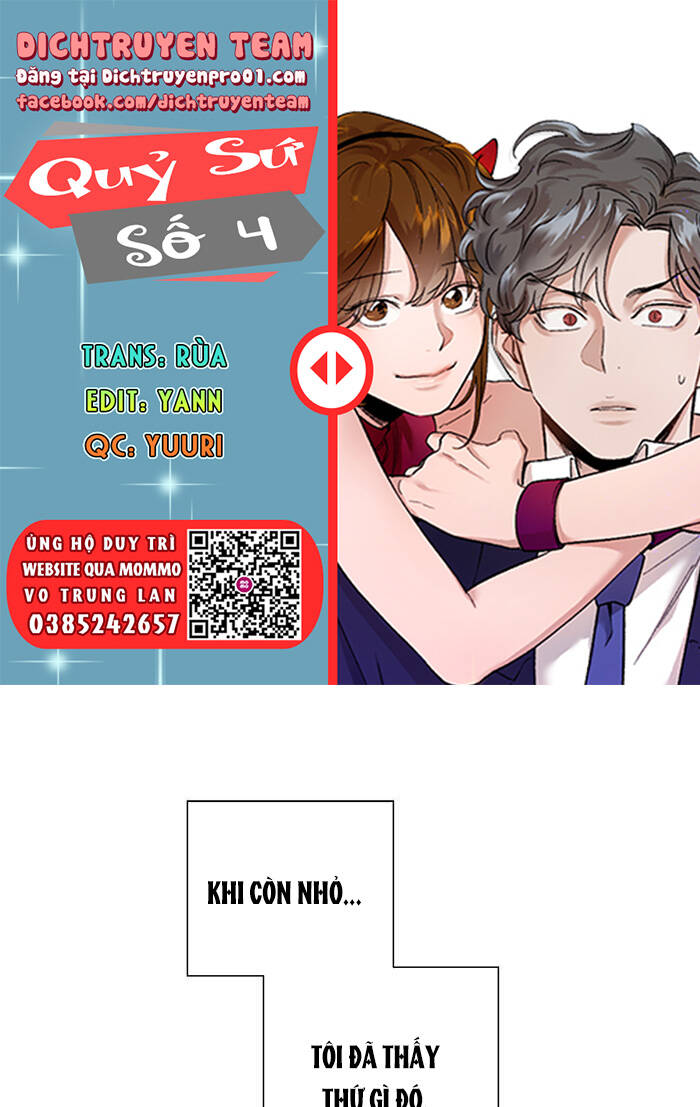 DICHTRUYEN TEAM
Đăng tại Dichtruyenpro01.com
facebook.com/dichtruyenteam
Quỷ Sứ
Số 4
TRANS: RÙA
EDIT: YANN
QC: YUURI
ỦNG HỘ DUY TRÌ
WEBSITE QUA MOMMO
VO TRUNG LAN
0385242657
KHI CÒN NHỎ...
TÔI ĐÃ THẤY
THỨ GÌ ĐÓ